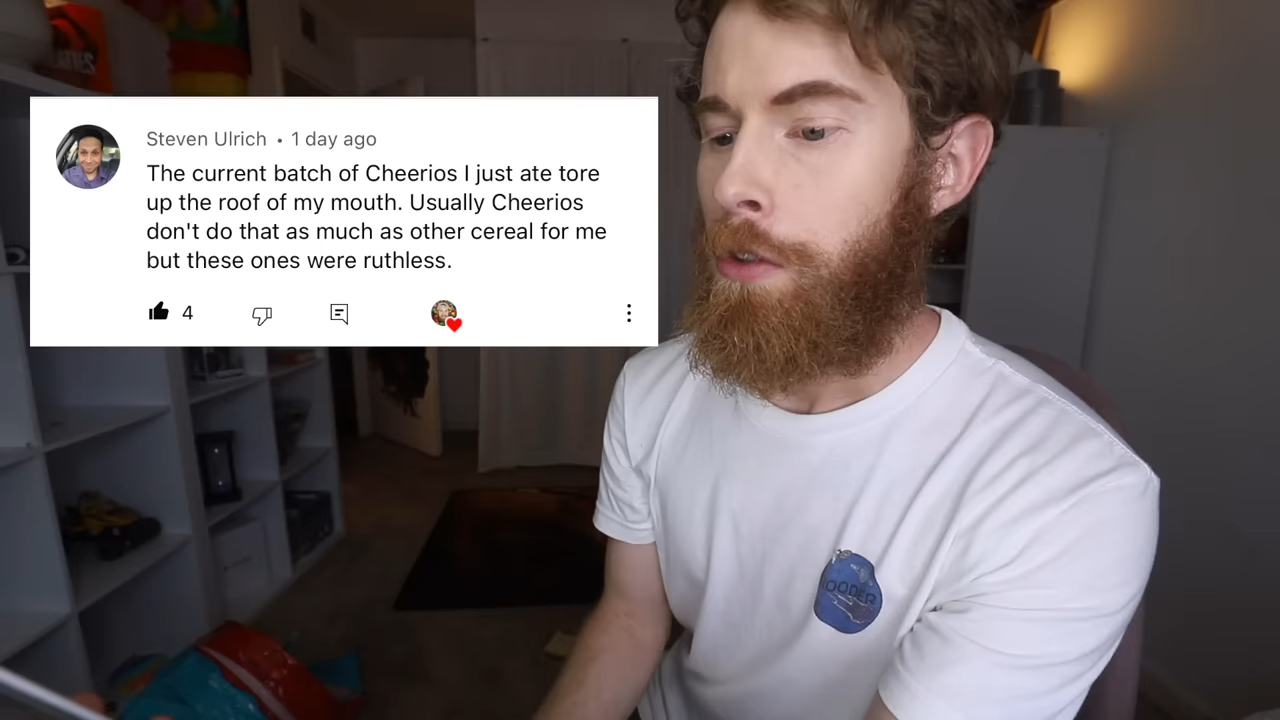 Steven Ulrich • 1 day ago
The current batch of Cheerios I just ate tore
up the roof of my mouth. Usually Cheerios
don't do that as much as other cereal for me
but these ones were ruthless.
4